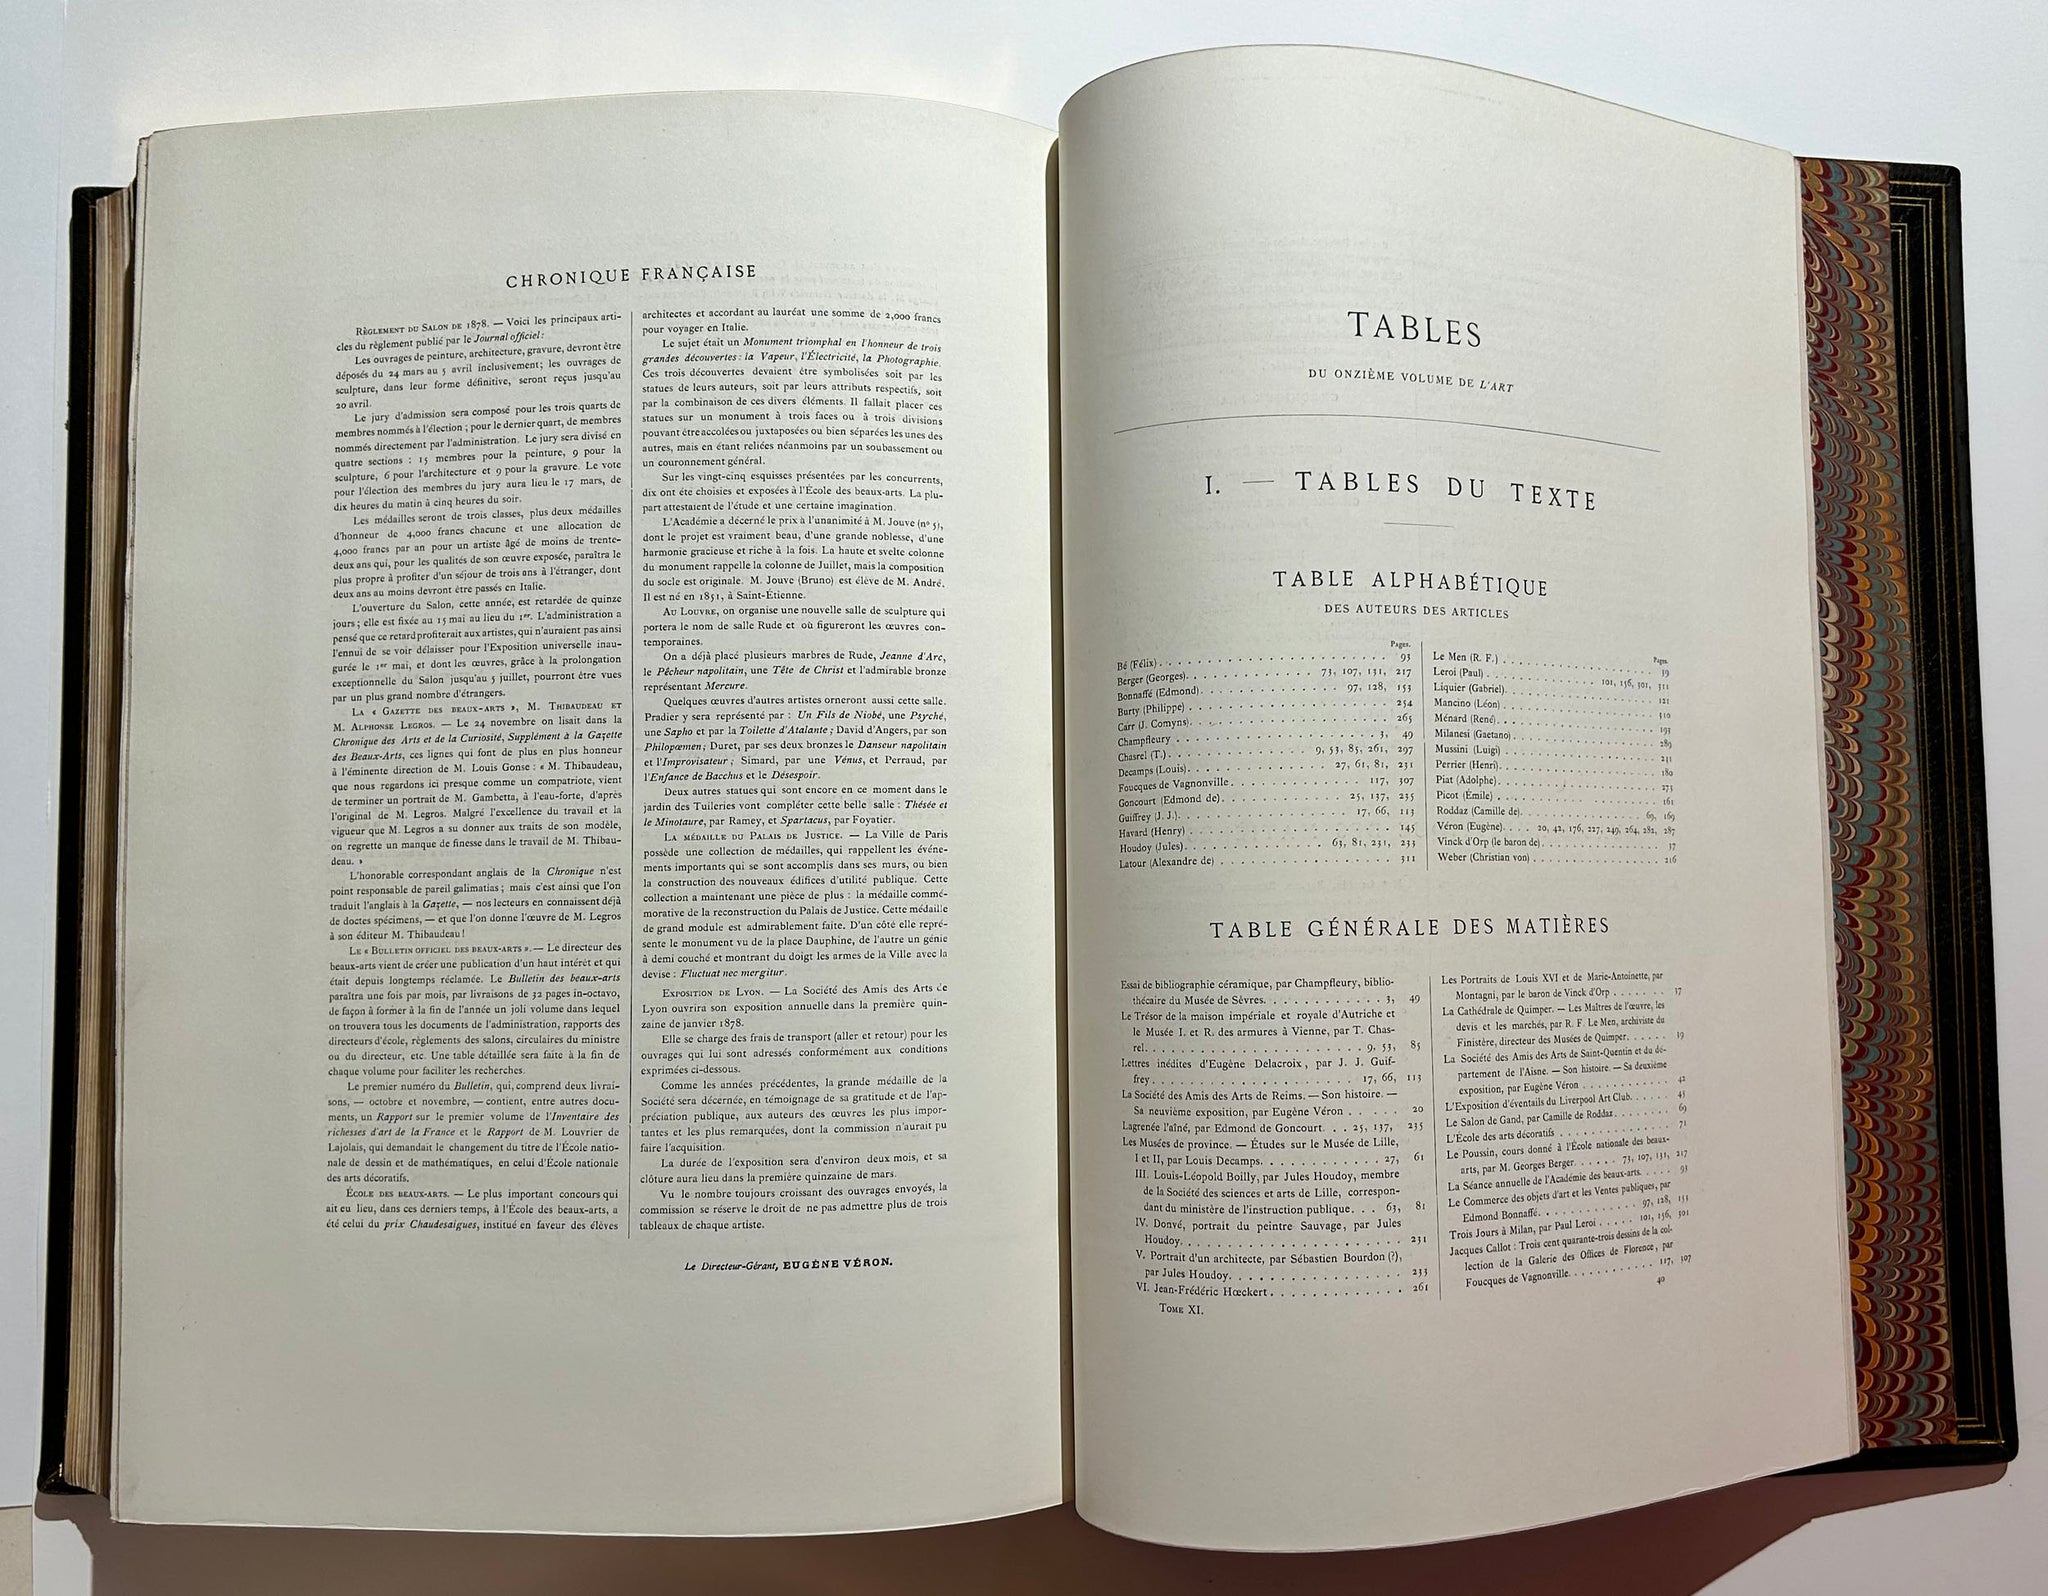 CHRONIQUE FRANÇAISE
RÈGLEMENT DU SALON DE 1878. — Voici les principaux arti-
cles du règlement publié par le Journal officiel :
Les ouvrages de peinture, architecture, gravure, devront être
déposés du 24 mars au 5 avril inclusivement; les ouvrages de
sculpture, dans leur forme définitive, seront reçus jusqu'au
20 avril.
Le jury d'admission sera composé pour les trois quarts de
membres nommés à l'élection; pour le dernier quart, de membres
nommés directement par l'administration. Le jury sera divisé en
quatre sections : 15 membres pour la peinture, 9 pour la
sculpture, 6 pour l'architecture et 9 pour la gravure. Le vote
pour l'élection des membres du jury aura lieu le 17 mars, de
dix heures du matin à cinq heures du soir.
Les médailles seront de trois classes, plus deux médailles
d'honneur de 4,000 francs chacune et une allocation de
4,000 francs par an pour un artiste âgé de moins de trente-
deux ans qui, pour les qualités de son œuvre exposée, paraîtra le
plus propre à profiter d'un séjour de trois ans à l'étranger, dont
deux ans au moins devront être passés en Italie.
L'ouverture du Salon, cette année, est retardée de quinze
jours; elle est fixée au 15 mai au lieu du 1er. L'administration a
pensé que ce retard profiterait aux artistes, qui n'auraient pas ainsi
l'ennui de se voir délaisser pour l'Exposition universelle inau-
gurée le 1er mai, et dont les œuvres, grâce à la prolongation
exceptionnelle du Salon jusqu'au 5 juillet, pourront être vues
par un plus grand nombre d'étrangers.
LA « GAZETTE DES BEAUX-ARTS », M. THIBAUDEAU ET
M. ALPHONSE LEGROS. — Le 24 novembre on lisait dans la
Chronique des Arts et de la Curiosité, Supplément à la Gazette
des Beaux-Arts, ces lignes qui font de plus en plus honneur
à l'éminente direction de M. Louis Gonse : « M. Thibaudeau,
que nous regardons ici presque comme un compatriote, vient
de terminer un portrait de M. Gambetta, à l'eau-forte, d'après
l'original de M. Legros. Malgré l'excellence du travail et la
vigueur que M. Legros a su donner aux traits de son modèle,
on regrette un manque de finesse dans le travail de M. Thibau-
deau. »
L'honorable correspondant anglais de la Chronique n'est
point responsable de pareil galimatias; mais c'est ainsi que l'on
traduit l'anglais à la Gazette, — nos lecteurs en connaissent déjà
de doctes spécimens, — et que l'on donne l'œuvre de M. Legros
à son éditeur M. Thibaudeau!
LE « BULLETIN OFFICIEL DES BEAUX-ARTS ». — Le directeur des
beaux-arts vient de créer une publication d'un haut intérêt et qui
était depuis longtemps réclamée. Le Bulletin des beaux-arts
paraîtra une fois par mois, par livraisons de 32 pages in-octavo,
de façon à former à la fin de l'année un joli volume dans lequel
on trouvera tous les documents de l'administration, rapports des
directeurs d'école, règlements des salons, circulaires du ministre
ou du directeur, etc. Une table détaillée sera faite à la fin de
chaque volume pour faciliter les recherches.
Le premier numéro du Bulletin, qui, comprend deux livrai-
sons, — octobre et novembre, — contient, entre autres docu-
ments, un Rapport sur le premier volume de l'Inventaire des
richesses d'art de la France et le Rapport de M. Louvrier de
Lajolais, qui demandait le changement du titre de l'École natio-
nale de dessin et de mathématiques, en celui d'École nationale
des arts décoratifs.
ÉCOLE DES BEAUX-ARTS. — Le plus important concours qui
ait eu lieu, dans ces derniers temps, à l'École des beaux-arts, a
été celui du prix Chaudesaigues, institué en faveur des élèves
architectes et accordant au lauréat une somme de 2,000 francs
pour voyager en Italie.
Le sujet était un Monument triomphal en l'honneur de trois
grandes découvertes : la Vapeur, l'Électricité, la Photographie.
Ces trois découvertes devaient être symbolisées soit par les
statues de leurs auteurs, soit par leurs attributs respectifs, soit
par la combinaison de ces divers éléments. Il fallait placer ces
statues sur un monument à trois faces ou à trois divisions
pouvant être accolées ou juxtaposées ou bien séparées les unes des
autres, mais en étant reliées néanmoins par un soubassement ou
un couronnement général.
Sur les vingt-cinq esquisses présentées par les concurrents,
dix ont été choisies et exposées à l'École des beaux-arts. La plu-
part attestaient de l'étude et une certaine imagination.
L'Académie a décerné le prix à l'unanimité à M. Jouve (n° 5),
dont le projet est vraiment beau, d'une grande noblesse, d'une
harmonie gracieuse et riche à la fois. La haute et svelte colonne
du monument rappelle la colonne de Juillet, mais la composition
du socle est originale. M. Jouve (Bruno) est élève de M. André.
Il est né en 1851, à Saint-Étienne.
AU LOUVRE, on organise une nouvelle salle de sculpture qui
portera le nom de salle Rude et où figureront les œuvres con-
temporaines.
On a déjà placé plusieurs marbres de Rude, Jeanne d'Arc,
le Pêcheur napolitain, une Tête de Christ et l'admirable bronze
représentant Mercure.
Quelques œuvres d'autres artistes orneront aussi cette salle.
Pradier y sera représenté par : Un Fils de Niobé, une Psyché,
une Sapho et par la Toilette d'Atalante; David d'Angers, par son
Philopœmen; Duret, par ses deux bronzes le Danseur napolitain
et l'Improvisateur; Simard, par une Vénus, et Perraud, par
l'Enfance de Bacchus et le Désespoir.
Deux autres statues qui sont encore en ce moment dans le
jardin des Tuileries vont compléter cette belle salle : Thésée et
le Minotaure, par Ramey, et Spartacus, par Foyatier.
LA MÉDAILLE DU PALAIS DE JUSTICE. — La Ville de Paris
possède une collection de médailles, qui rappellent les événe-
ments importants qui se sont accomplis dans ses murs, ou bien
la construction des nouveaux édifices d'utilité publique. Cette
collection a maintenant une pièce de plus : la médaille commé-
morative de la reconstruction du Palais de Justice. Cette médaille
de grand module est admirablement faite. D'un côté elle repré-
sente le monument vu de la place Dauphine, de l'autre un génie
à demi couché et montrant du doigt les armes de la Ville avec la
devise : Fluctuat nec mergitur.
EXPOSITION DE LYON. — La Société des Amis des Arts de
Lyon ouvrira son exposition annuelle dans la première quin-
zaine de janvier 1878.
Elle se charge des frais de transport (aller et retour) pour les
ouvrages qui lui sont adressés conformément aux conditions
exprimées ci-dessous.
Comme les années précédentes, la grande médaille de la
Société sera décernée, en témoignage de sa gratitude et de l'ap-
préciation publique, aux auteurs des œuvres les plus impor-
tantes et les plus remarquées, dont la commission n'aurait pu
faire l'acquisition.
La durée de l'exposition sera d'environ deux mois, et sa
clôture aura lieu dans la première quinzaine de mars.
Vu le nombre toujours croissant des ouvrages envoyés, la
commission se réserve le droit de ne pas admettre plus de trois
tableaux de chaque artiste.
Le Directeur-Gérant, EUGÈNE VÉRON.
TABLES
DU ONZIÈME VOLUME DE L'ART
I. — TABLES DU TEXTE
TABLE ALPHABÉTIQUE
DES AUTEURS DES ARTICLES
Pages.
Bé (Félix) . . . 93
Berger (Georges) . . . 73, 107, 131, 217
Bonnaffé (Edmond) . . . 97, 128, 153
Burty (Philippe) . . . 254
Carr (J. Comyns) . . . 265
Champfleury . . . 3, 49
Chasrel (T.) . . . 9, 53, 85, 261, 297
Decamps (Louis) . . . 27, 61, 81, 231
Foucques de Vagnonville . . . 117, 307
Goncourt (Edmond de) . . . 25, 137, 235
Guiffrey (J. J.) . . . 17, 66, 113
Havard (Henry) . . . 145
Houdoy (Jules) . . . 63, 81, 231, 233
Latour (Alexandre de) . . . 311
Pages.
Le Men (R. F.) . . . 19
Leroi (Paul) . . . 101, 156, 301, 311
Liquier (Gabriel) . . . 121
Mancino (Léon) . . . 310
Ménard (René) . . . 193
Milanesi (Gaetano) . . . 289
Mussini (Luigi) . . . 241
Perrier (Henri) . . . 180
Piat (Adolphe) . . . 273
Picot (Émile) . . . 161
Roddaz (Camille de) . . . 69, 169
Véron (Eugène) . . . 20, 42, 176, 227, 249, 264, 282, 287
Vinck d'Orp (le baron de) . . . 37
Weber (Christian von) . . . 216
TABLE GÉNÉRALE DES MATIÈRES
Essai de bibliographie céramique, par Champfleury, biblio-
thécaire du Musée de Sèvres. . . . 3, 49
Le Trésor de la maison impériale et royale d'Autriche et
le Musée I. et R. des armures à Vienne, par T. Chas-
rel. . . . 9, 53, 85
Lettres inédites d'Eugène Delacroix, par J. J. Guif-
frey . . . 17, 66, 113
La Société des Amis des Arts de Reims. — Son histoire. —
Sa neuvième exposition, par Eugène Véron . . . 20
Lagrenée l'aîné, par Edmond de Goncourt. . . 25, 137, 235
Les Musées de province. — Études sur le Musée de Lille,
I et II, par Louis Decamps. . . . 27, 61
III. Louis-Léopold Boilly, par Jules Houdoy, membre
de la Société des sciences et arts de Lille, correspon-
dant du ministère de l'instruction publique. . . 63, 81
IV. Donvé, portrait du peintre Sauvage, par Jules
Houdoy. . . . 231
V. Portrait d'un architecte, par Sébastien Bourdon (?),
par Jules Houdoy. . . . 233
VI. Jean-Frédéric Hœckert . . . 261
TOME XI.
Les Portraits de Louis XVI et de Marie-Antoinette, par
Montagni, par le baron de Vinck d'Orp . . . 37
La Cathédrale de Quimper. — Les Maîtres de l'œuvre, les
devis et les marchés, par R. F. Le Men, archiviste du
Finistère, directeur des Musées de Quimper. . . . 19
La Société des Amis des Arts de Saint-Quentin et du dé-
partement de l'Aisne. — Son histoire. — Sa deuxième
exposition, par Eugène Véron . . . 42
L'Exposition d'éventails du Liverpool Art Club. . . . 45
Le Salon de Gand, par Camille de Roddaz. . . . 69
L'École des arts décoratifs . . . 71
Le Poussin, cours donné à l'École nationale des beaux-
arts, par M. Georges Berger. . . . 73, 107, 131, 217
La Séance annuelle de l'Académie des beaux-arts. . . . 93
Le Commerce des objets d'art et les Ventes publiques, par
Edmond Bonnaffé. . . . 97, 128, 153
Trois Jours à Milan, par Paul Leroi . . . 101, 156, 301
Jacques Callot : Trois cent quarante-trois dessins de la col-
lection de la Galerie des Offices de Florence, par
Foucques de Vagnonville. . . . 117, 307
40